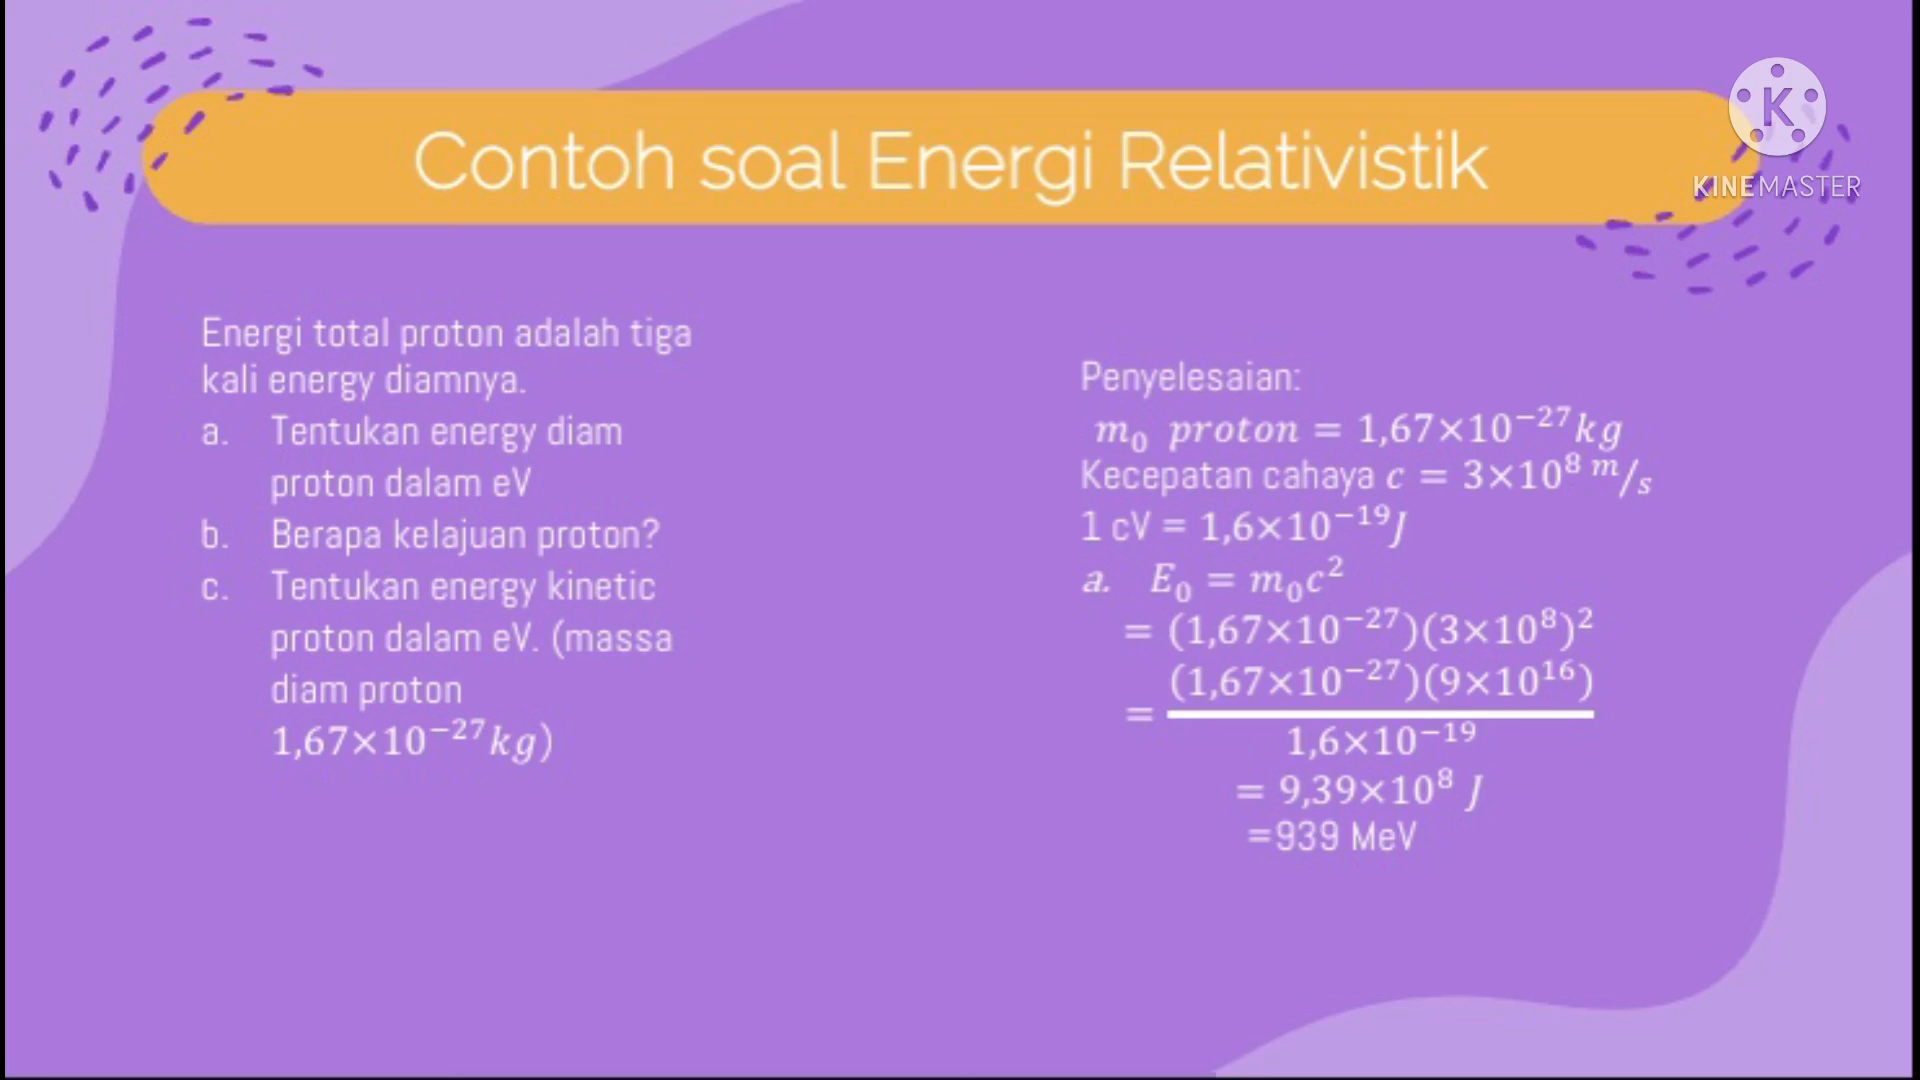 Contoh soal Energi Relativistik
K
KINEMASTER
Energi total proton adalah tiga
kali energy diamnya.
a. Tentukan energy diam
proton dalam eV
b. Berapa kelajuan proton?
c. Tentukan energy kinetic
proton dalam eV. (massa
diam proton
1,67×10⁻²⁷kg)
Penyelesaian:
m₀ proton = 1,67×10⁻²⁷kg
Kecepatan cahaya c = 3×10⁸ m/s
1 cV = 1,6×10⁻¹⁹J
a. E₀ = m₀c²
= (1,67×10⁻²⁷)(3×10⁸)²
(1,67×10⁻²⁷)(9×10¹⁶)
=
1,6×10⁻¹⁹
= 9,39×10⁸ J
=939 MeV